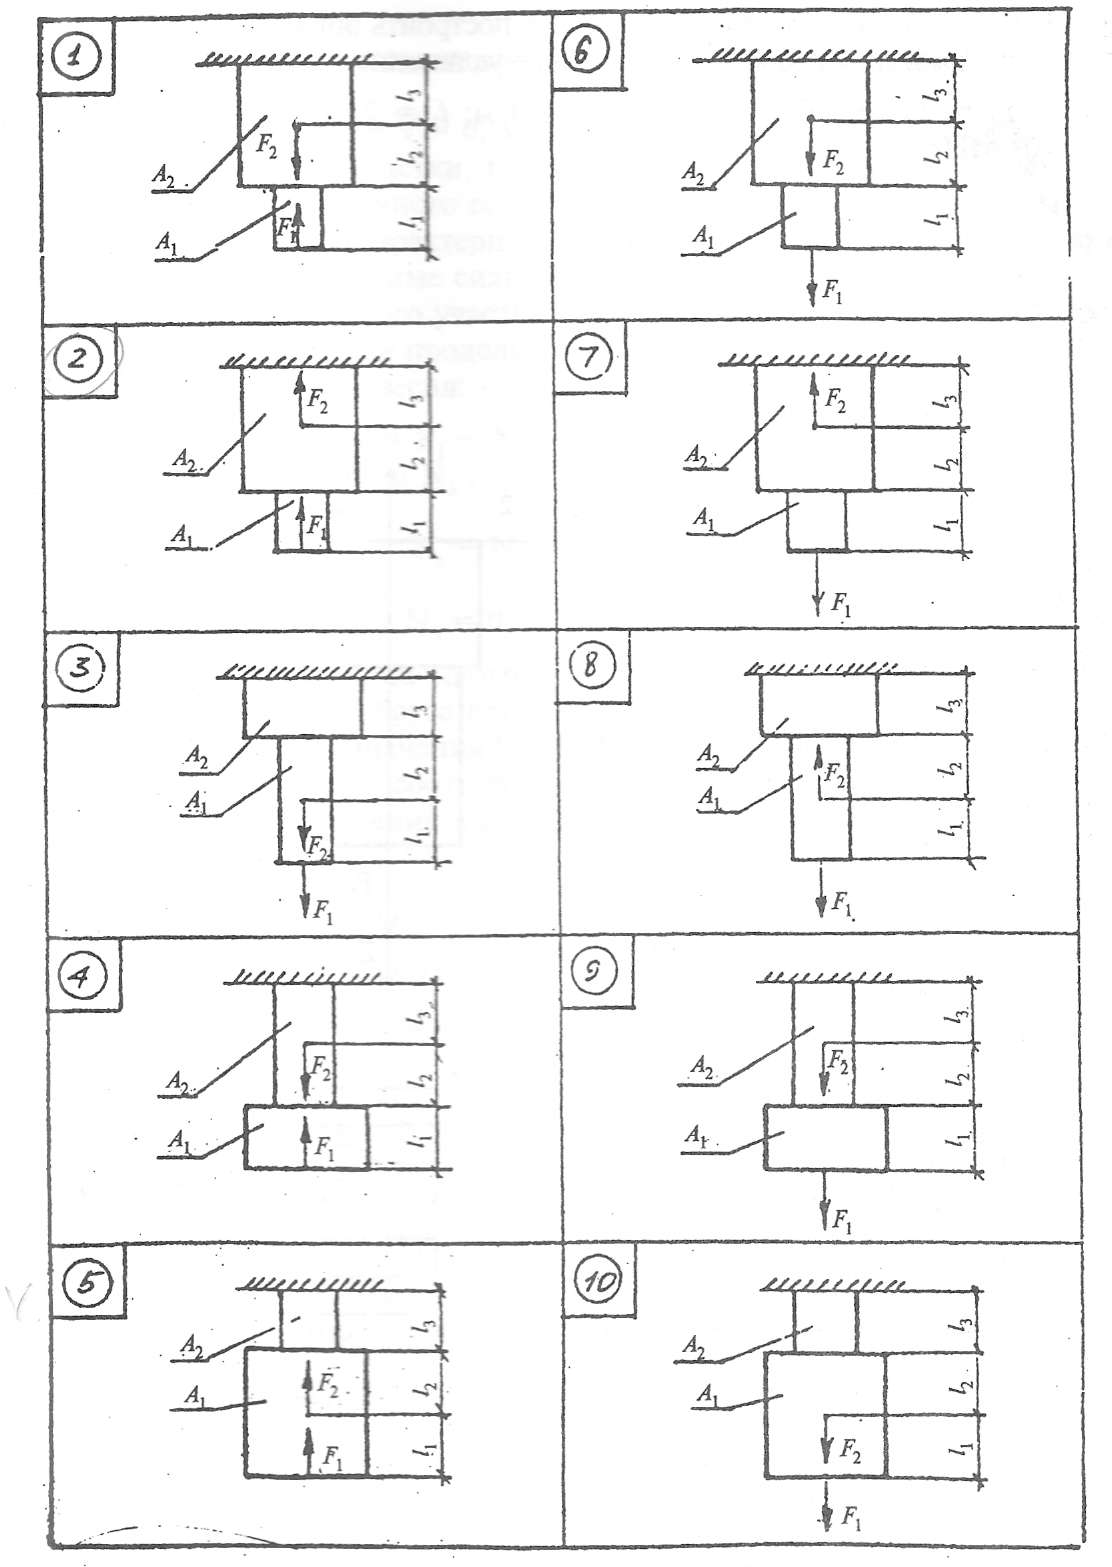 1
l₃
F₂
l₂
A₂
F₁
l₁
A₁
6
l₃
F₂
l₂
A₂
l₁
A₁
F₁
2
F₂
l₃
A₂
l₂
F₁
l₁
A₁
7
F₂
l₃
A₂
l₂
A₁
l₁
F₁
3
l₃
A₂
l₂
A₁
F₂
l₁
F₁
8
l₃
A₂
F₂
l₂
A₁
l₁
F₁
4
l₃
F₂
l₂
A₂
A₁
F₁
l₁
9
l₃
F₂
l₂
A₂
A₁
l₁
F₁
5
l₃
A₂
F₂
l₂
A₁
F₁
l₁
10
l₃
A₂
l₂
A₁
F₂
l₁
F₁